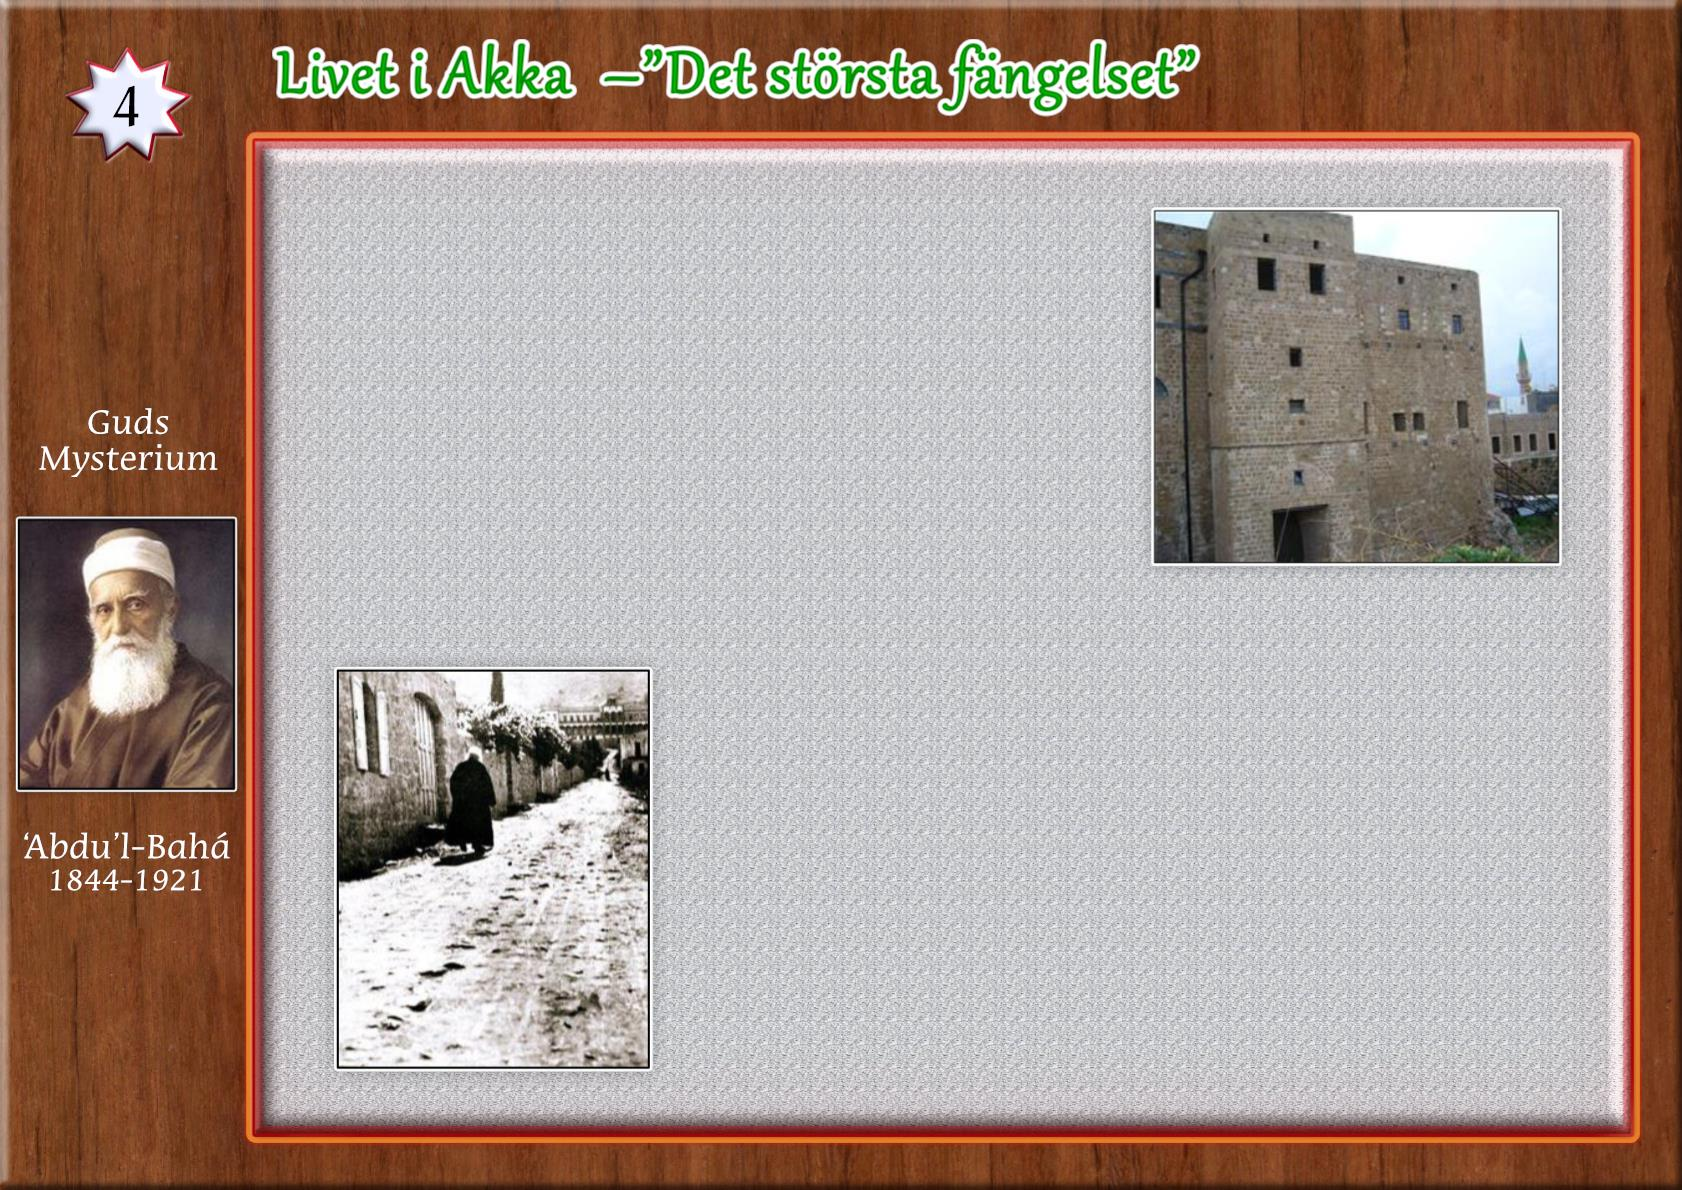 4
Livet i Akka –”Det största fängelset”
Guds
Mysterium
‘Abdu’l-Bahá
1844-1921